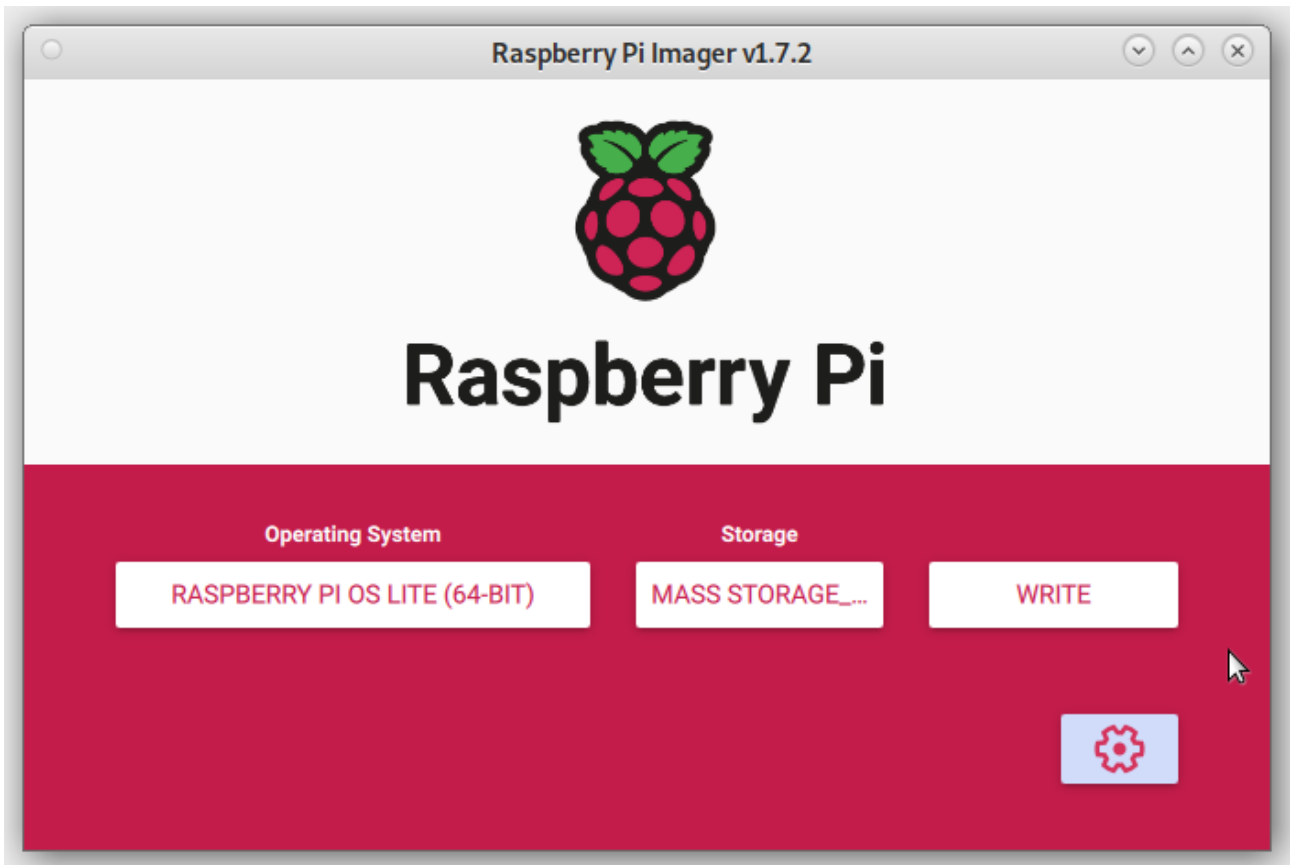 Raspberry Pi Imager v1.7.2
Raspberry Pi
Operating System
Storage
RASPBERRY PI OS LITE (64-BIT)
MASS STORAGE_...
WRITE